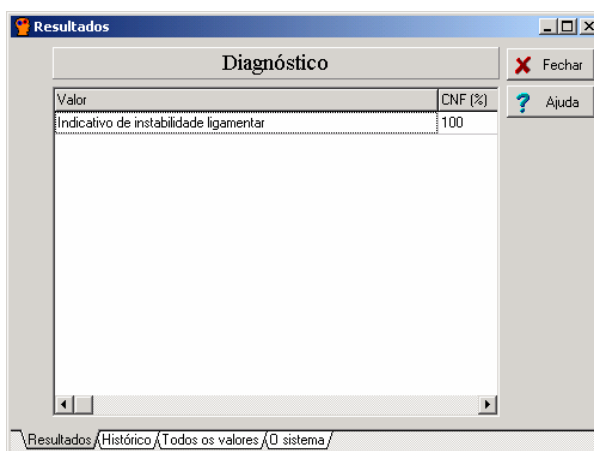 Resultados
Diagnóstico
Fechar
Valor CNF (%)
Ajuda
Indicativo de instabilidade ligamentar 100
Resultados Histórico Todos os valores O sistema